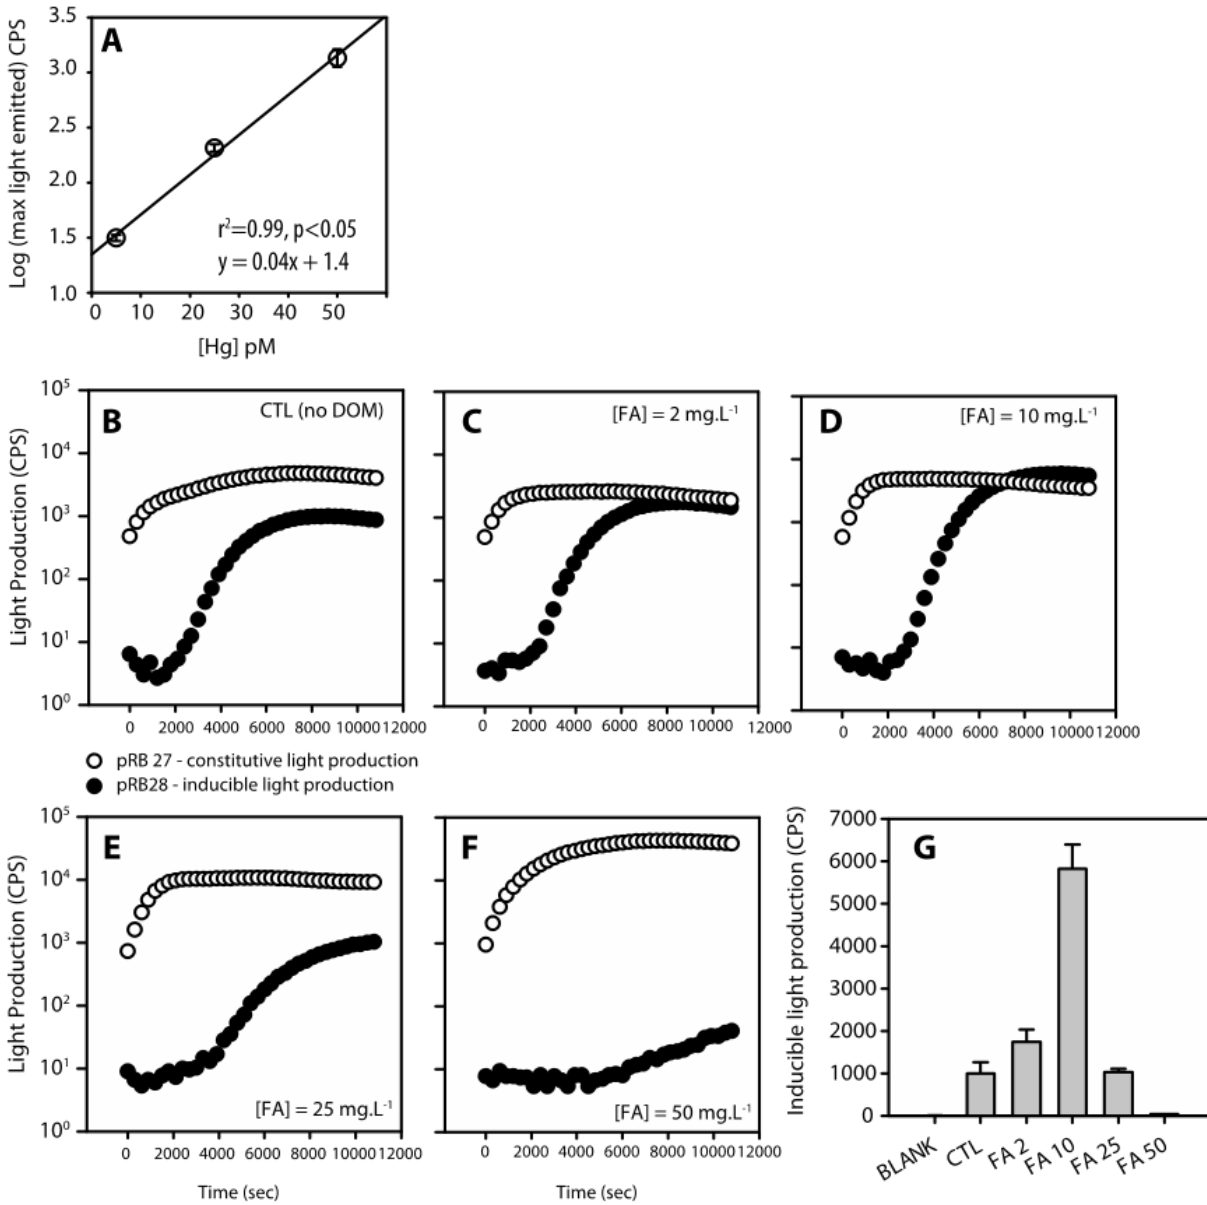 A
Log (max light emitted) CPS
3.5
3.0
2.5
2.0
1.5
1.0
r²=0.99, p<0.05
y = 0.04x + 1.4
0 10 20 30 40 50
[Hg] pM
B
CTL (no DOM)
Light Production (CPS)
10⁵
10⁴
10³
10²
10¹
10⁰
0 2000 4000 6000 8000 10000 12000
C
[FA] = 2 mg.L⁻¹
0 2000 4000 6000 8000 10000 12000
D
[FA] = 10 mg.L⁻¹
0 2000 4000 6000 8000 10000 12000
pRB 27 - constitutive light production
pRB28 - inducible light production
E
Light Production (CPS)
10⁵
10⁴
10³
10²
10¹
10⁰
[FA] = 25 mg.L⁻¹
0 2000 4000 6000 8000 10000 12000
Time (sec)
F
[FA] = 50 mg.L⁻¹
0 2000 4000 6000 8000 10000 12000
Time (sec)
G
Inducible light production (CPS)
7000
6000
5000
4000
3000
2000
1000
0
BLANK CTL FA 2 FA 10 FA 25 FA 50